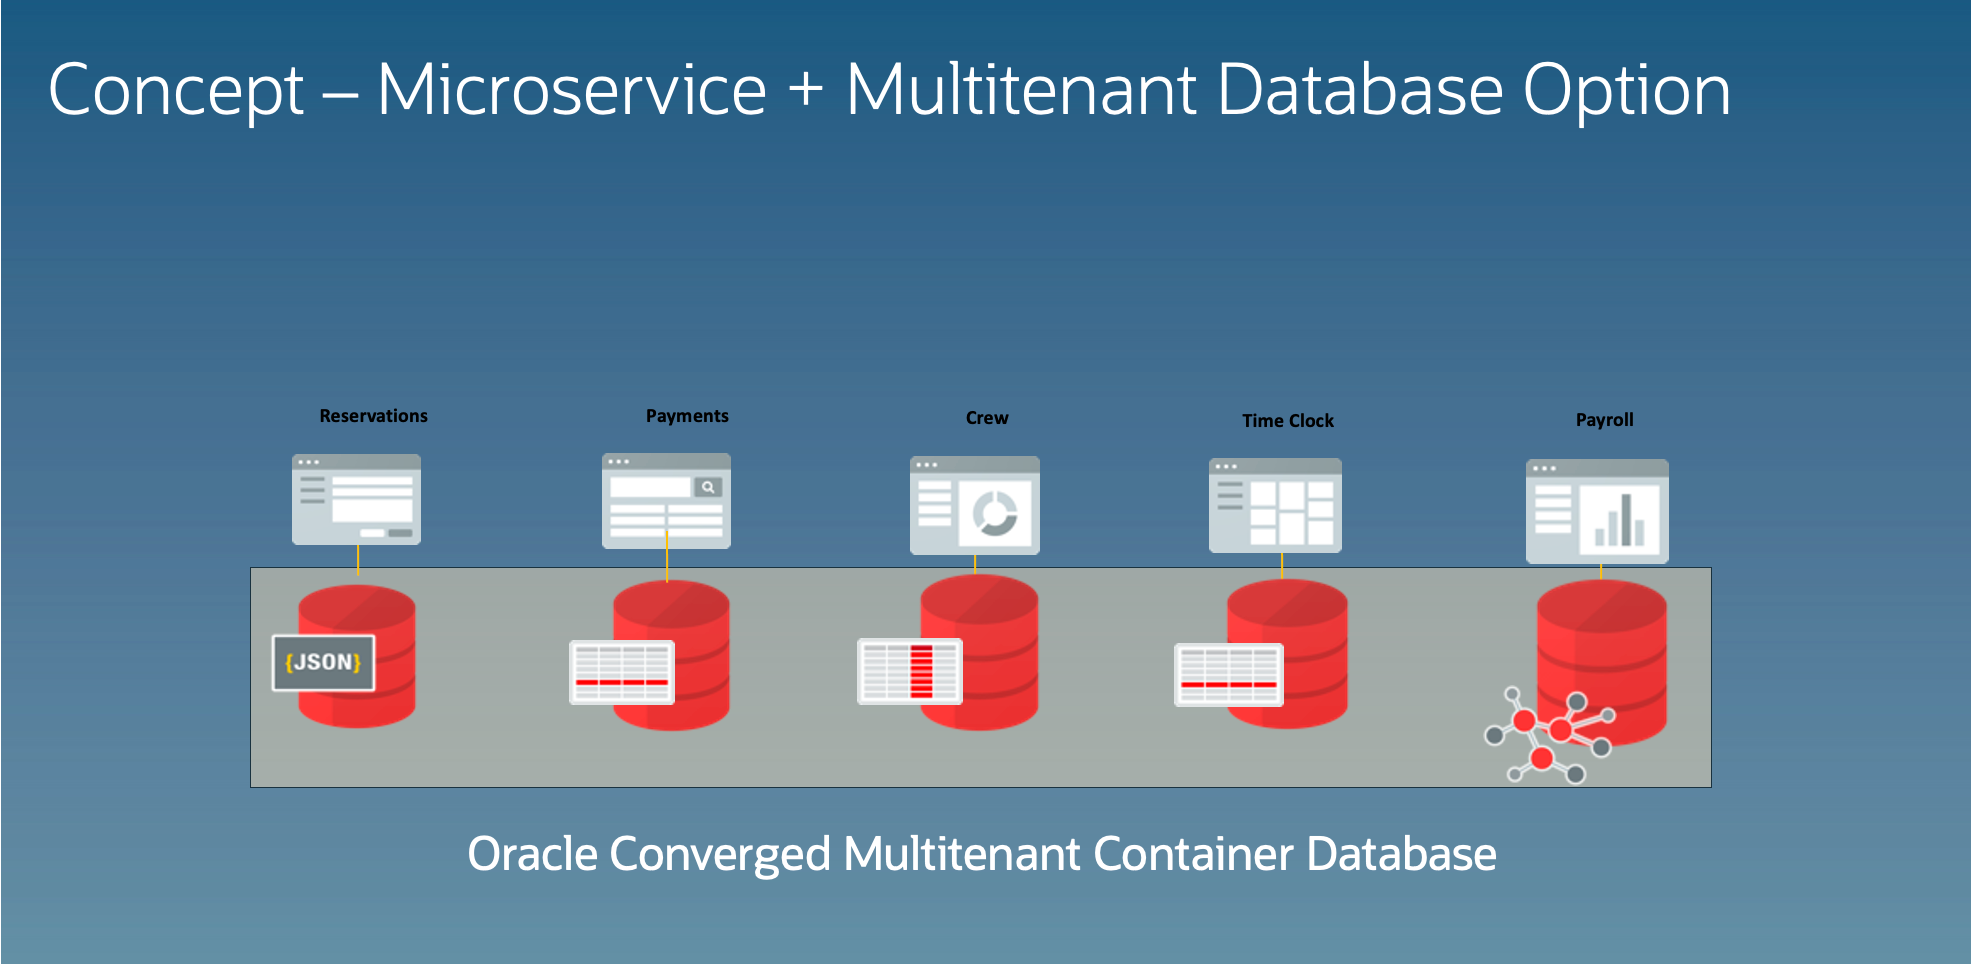 Concept – Microservice + Multitenant Database Option
Reservations
Payments
Crew
Time Clock
Payroll
{JSON}
Oracle Converged Multitenant Container Database